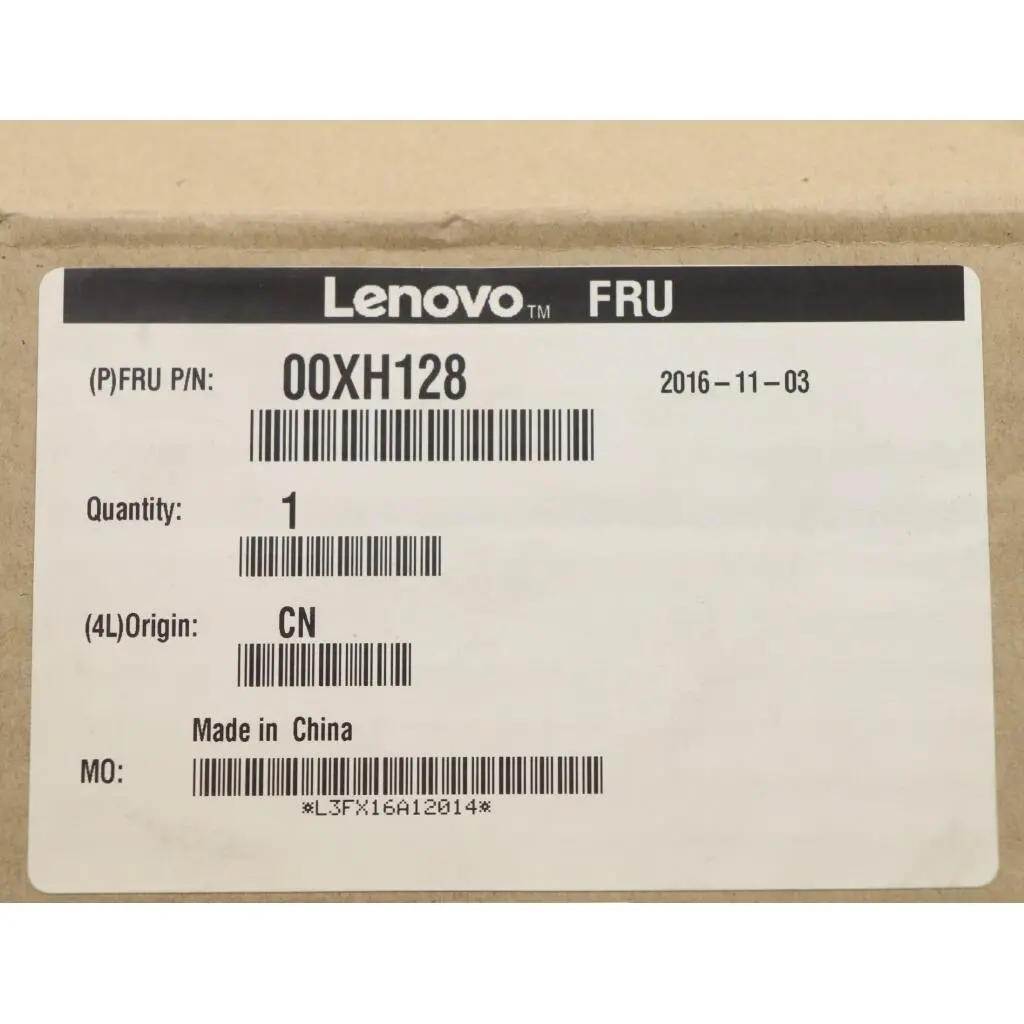 Lenovo™ FRU
(P)FRU P/N: 00XH128 2016-11-03
Quantity: 1
(4L)Origin: CN
Made in China
MO:
*L3FX16A12014*